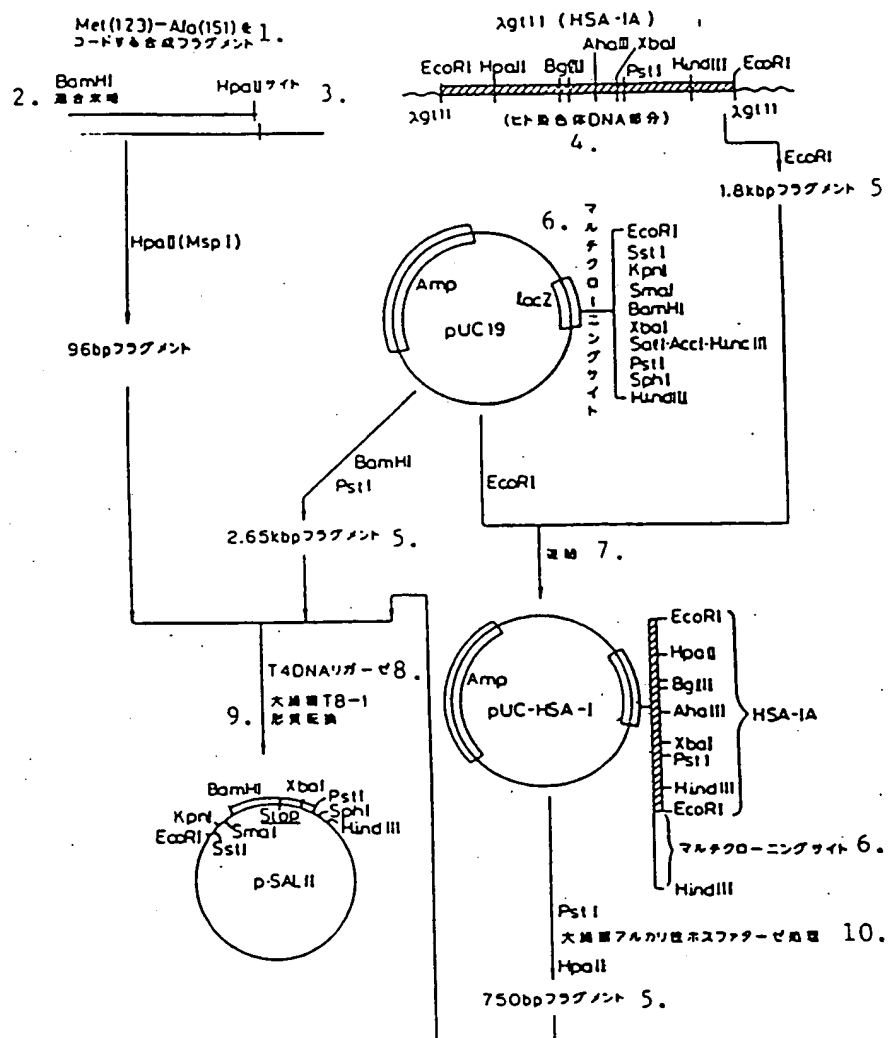 Met(123)-Ala(151)を
コードする合成フラグメント 1.
2. BamHI
HpaIIサイト 3.
λgt11 (HSA-IA)
EcoRI HpaII BglII AhaIII XbaI PstI HindIII EcoRI
λgt11 λgt11
(ヒト染色体DNA部分)
4.
EcoRI
1.8kbpフラグメント 5
HpaII(MspI)
96bpフラグメント
6. マルチクローニングサイト
Amp
lacZ
pUC19
EcoRI
SstI
KpnI
SmaI
BamHI
XbaI
SalI・AccI・HincIII
PstI
SphI
HindIII
BamHI
PstI
EcoRI
2.65kbpフラグメント 5.
連結 7.
T4DNAリガーゼ 8.
9. 大腸菌TB-1
形質転換
Amp
pUC-HSA-I
EcoRI
HpaII
BglII
AhaIII
XbaI
PstI
HindIII
EcoRI
HSA-IA
マルチクローニングサイト 6.
HindIII
BamHI XbaI
KpnI Stop PstI
EcoRI SmaI SphI
SstI HindIII
p-SALII
PstI
大腸菌アルカリ性ホスファターゼ処理 10.
HpaII
750bpフラグメント 5.